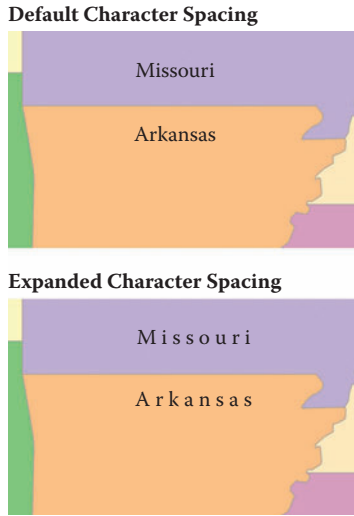 Default Character Spacing
Missouri
Arkansas
Expanded Character Spacing
M i s s o u r i
A r k a n s a s